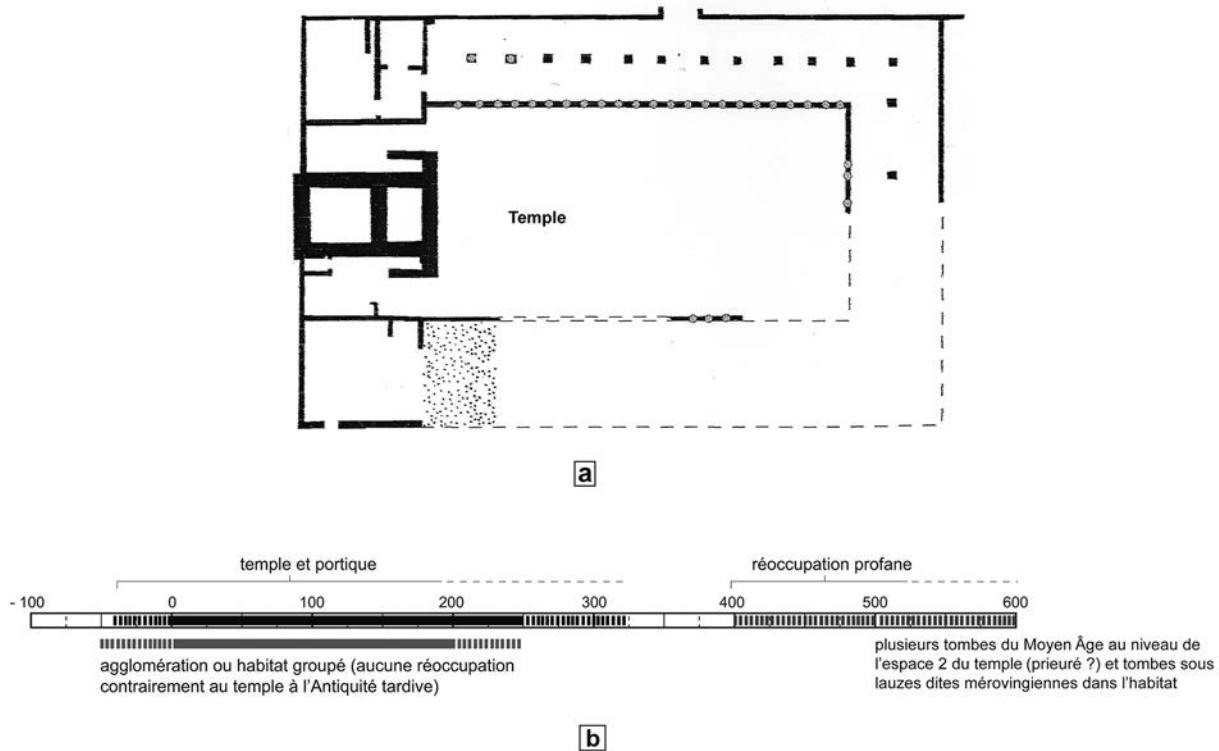 Temple
a
temple et portique
réoccupation profane
- 100 0 100 200 300 400 500 600
agglomération ou habitat groupé (aucune réoccupation
contrairement au temple à l'Antiquité tardive)
plusieurs tombes du Moyen Âge au niveau de
l'espace 2 du temple (prieuré ?) et tombes sous
lauzes dites mérovingiennes dans l'habitat
b